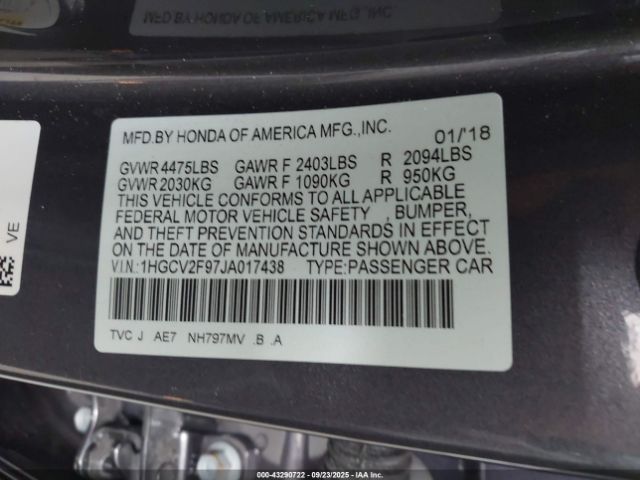 MFD.BY HONDA OF AMERICA MFG.,INC. 01/'18
GVWR 4475LBS GAWR F 2403LBS R 2094LBS
GVWR 2030KG GAWR F 1090KG R 950KG
THIS VEHICLE CONFORMS TO ALL APPLICABLE
FEDERAL MOTOR VEHICLE SAFETY , BUMPER,
AND THEFT PREVENTION STANDARDS IN EFFECT
ON THE DATE OF MANUFACTURE SHOWN ABOVE.
V.I.N.:1HGCV2F97JA017438 TYPE:PASSENGER CAR
TVC J AE7 NH797MV .B .A
VE
000-43290722 - 09/23/2025 - IAA Inc.